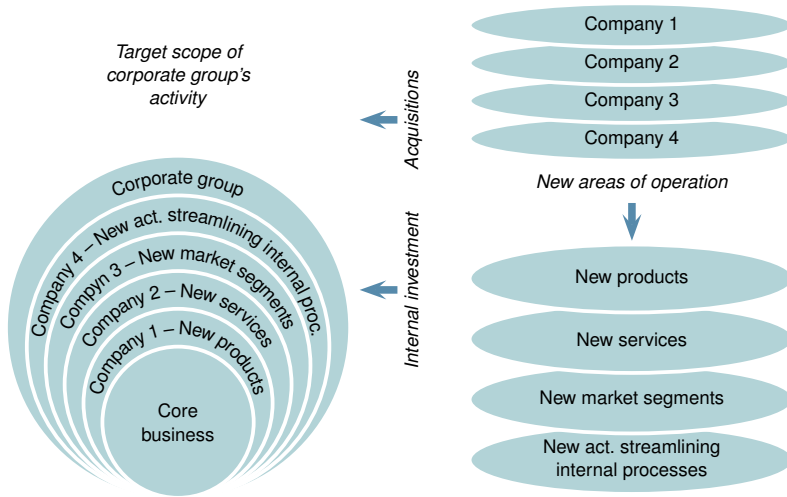 Target scope of
corporate group's
activity
Corporate group
Company 4 – New act. streamlining internal proc.
Compyn 3 – New market segments
Company 2 – New services
Company 1 – New products
Core
business
Acquisitions
Internal investment
Company 1
Company 2
Company 3
Company 4
New areas of operation
New products
New services
New market segments
New act. streamlining
internal processes